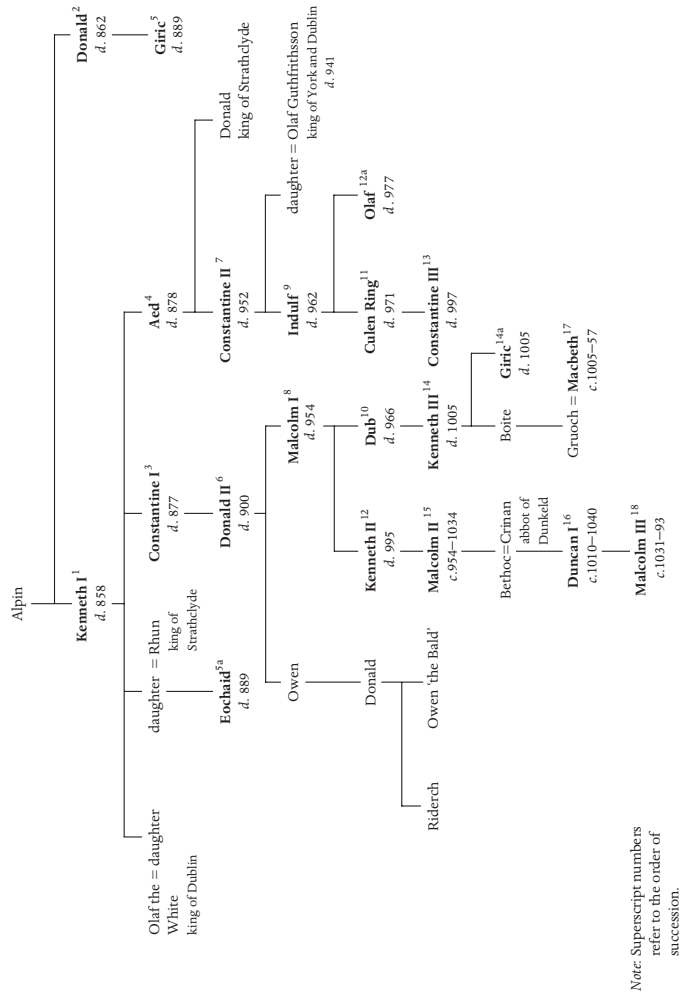 Alpin
Kenneth I 1
d. 858
Donald 2
d. 862
Olaf the = daughter
White
king of Dublin
daughter = Rhun
king of
Strathclyde
Constantine I 3
d. 877
Aed 4
d. 878
Giric 5
d. 889
Eochaid 5a
d. 889
Donald II 6
d. 900
Constantine II 7
d. 952
Donald
king of Strathclyde
Owen
Malcolm I 8
d. 954
Indulf 9
d. 962
daughter = Olaf Guthfrithsson
king of York and Dublin
d. 941
Donald
Kenneth II 12
d. 995
Dub 10
d. 966
Culen Ring 11
d. 971
Olaf 12a
d. 977
Riderch
Owen 'the Bald'
Malcolm II 15
c.954–1034
Kenneth III 14
d. 1005
Constantine III 13
d. 997
Bethoc=Crinan
abbot of
Dunkeld
Boite
Giric 14a
d. 1005
Duncan I 16
c.1010–1040
Gruoch = Macbeth 17
c.1005–57
Malcolm III 18
c.1031–93
Note: Superscript numbers
refer to the order of
succession.